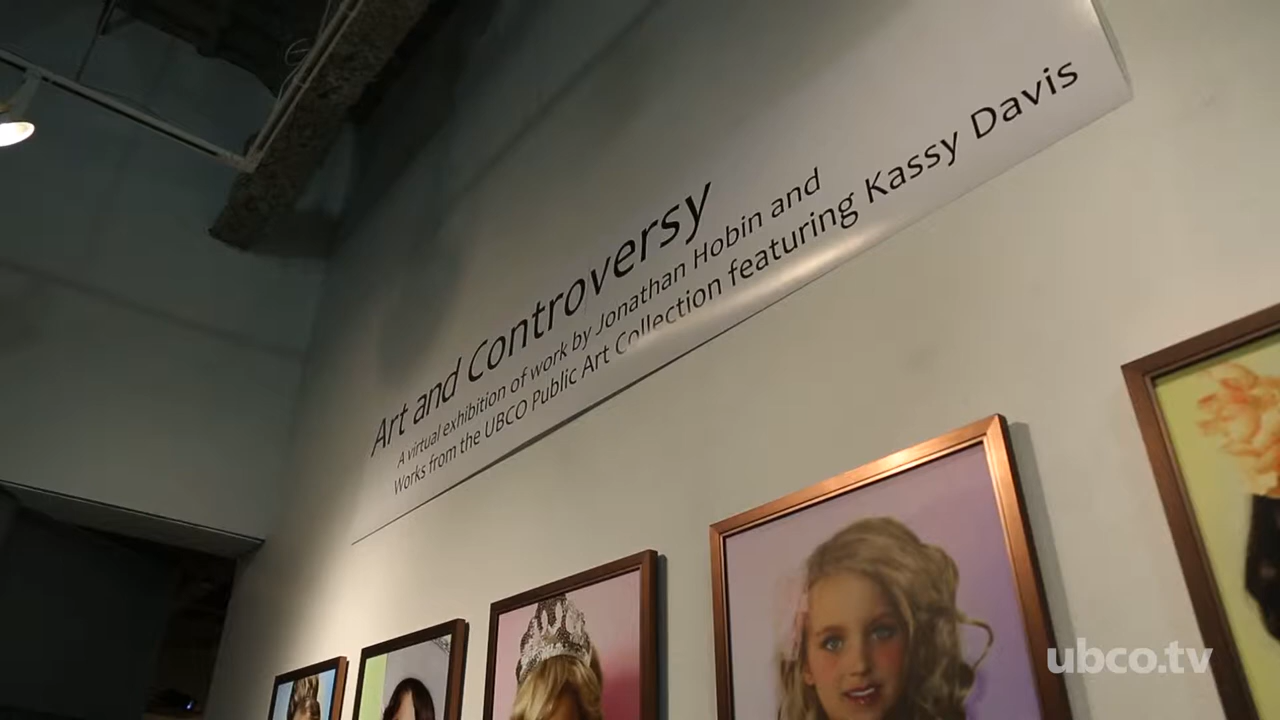 Art and Controversy
A virtual exhibition of work by Jonathan Hobin and
Works from the UBCO Public Art Collection featuring Kassy Davis
ubco.tv